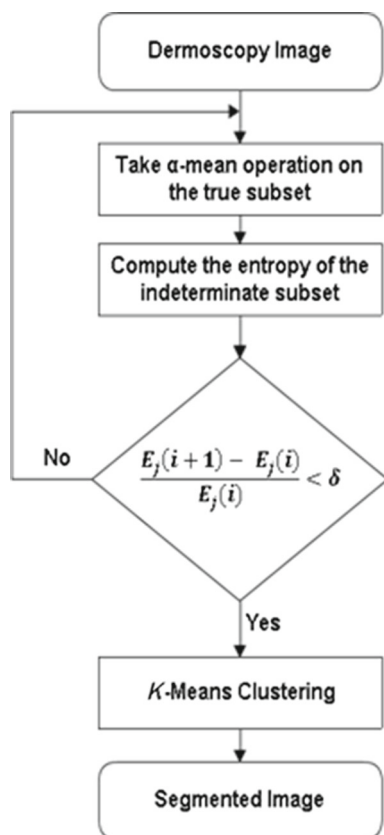 Dermoscopy Image
Take α-mean operation on
the true subset
Compute the entropy of the
indeterminate subset
No
E_j(i + 1) − E_j(i)
E_j(i)
< δ
Yes
K-Means Clustering
Segmented Image